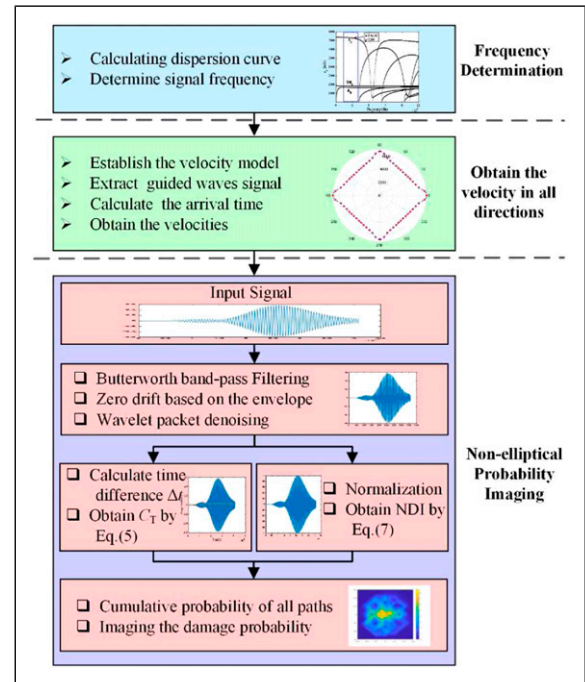 ➢ Calculating dispersion curve
➢ Determine signal frequency
Frequency
Determination
➢ Establish the velocity model
➢ Extract guided waves signal
➢ Calculate the arrival time
➢ Obtain the velocities
Obtain the
velocity in all
directions
Input Signal
❑ Butterworth band-pass Filtering
❑ Zero drift based on the envelope
❑ Wavelet packet denoising
❑ Calculate time
difference Δt
❑ Obtain CT by
Eq.(5)
❑ Normalization
❑ Obtain NDI by
Eq.(7)
Non-elliptical
Probability
Imaging
❑ Cumulative probability of all paths
❑ Imaging the damage probability